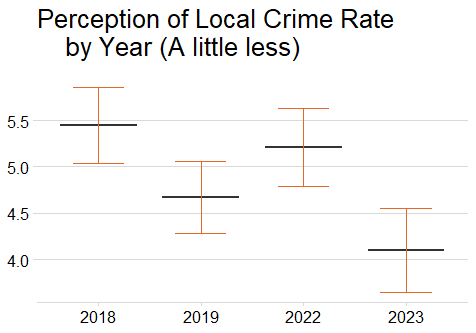 Perception of Local Crime Rate
by Year (A little less)
5.5
5.0
4.5
4.0
2018 2019 2022 2023